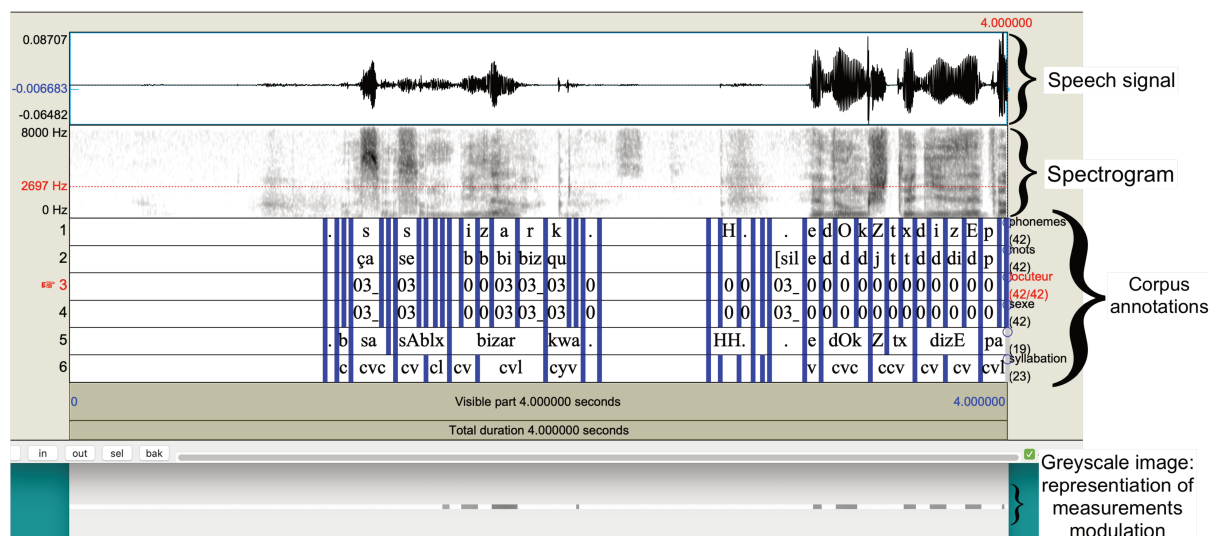 4.000000
0.08707
-0.006683
-0.06482
Speech signal
8000 Hz
2697 Hz
0 Hz
Spectrogram
1 . s s i z a r k . H . . e d O k Z t x d i z E p phonemes (42)
2 ça se b b bi biz qu [sil e d d d j t t d d di d p mots (42)
3 03_ 03 0 0 03 03_ 03 0 0 0 03_ 0 0 0 0 0 0 0 0 0 0 0 0 locuteur (42/42)
4 03_ 03 0 0 03 03_ 03 0 0 0 03_ 0 0 0 0 0 0 0 0 0 0 0 0 sexe (42)
5 . b sa sAblx bizar kwa . HH. . e dOk Z tx dizE pa (19)
6 c cvc cv cl cv cvl cyv v cvc ccv cv cv cvl syllabation (23)
Corpus
annotations
0 Visible part 4.000000 seconds 4.000000
Total duration 4.000000 seconds
in out sel bak
Greyscale image:
representiation of
measurements
modulation